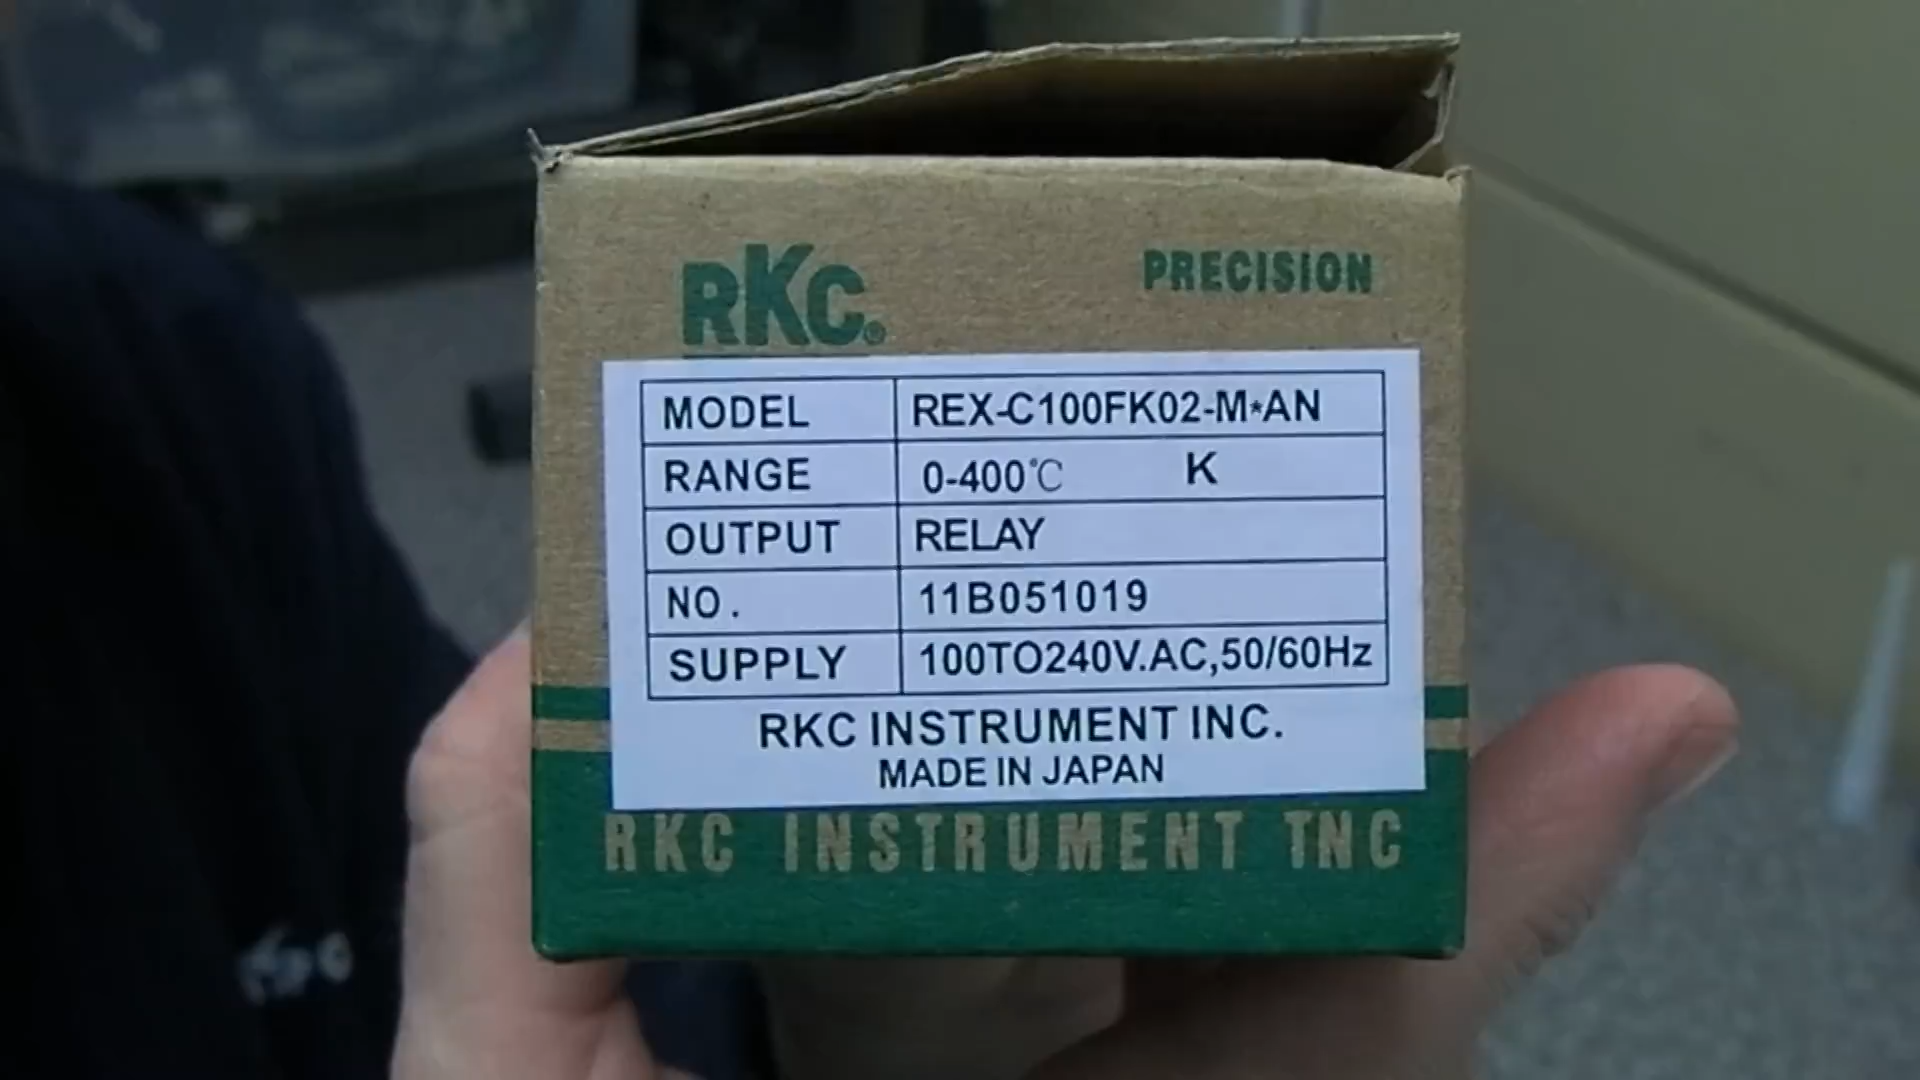 RKC® PRECISION
MODEL REX-C100FK02-M*AN
RANGE 0-400℃ K
OUTPUT RELAY
NO. 11B051019
SUPPLY 100TO240V.AC,50/60Hz
RKC INSTRUMENT INC.
MADE IN JAPAN
RKC INSTRUMENT TNC